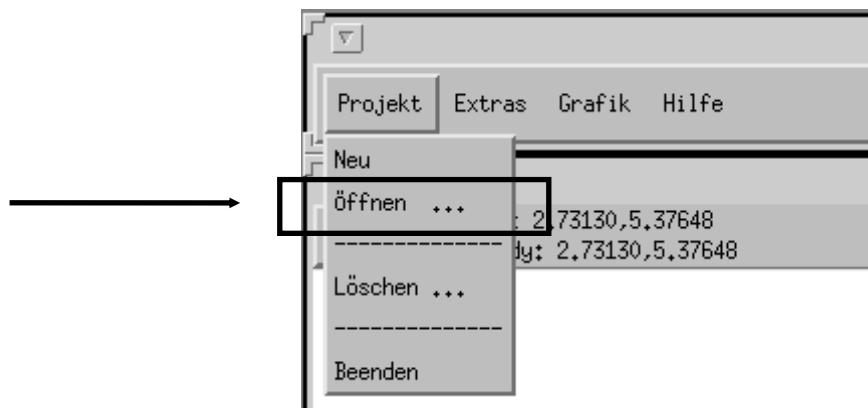 Projekt Extras Grafik Hilfe
Neu
Öffnen ...
: 2.73130,5.37648
--------------
dy: 2.73130,5.37648
Löschen ...
--------------
Beenden